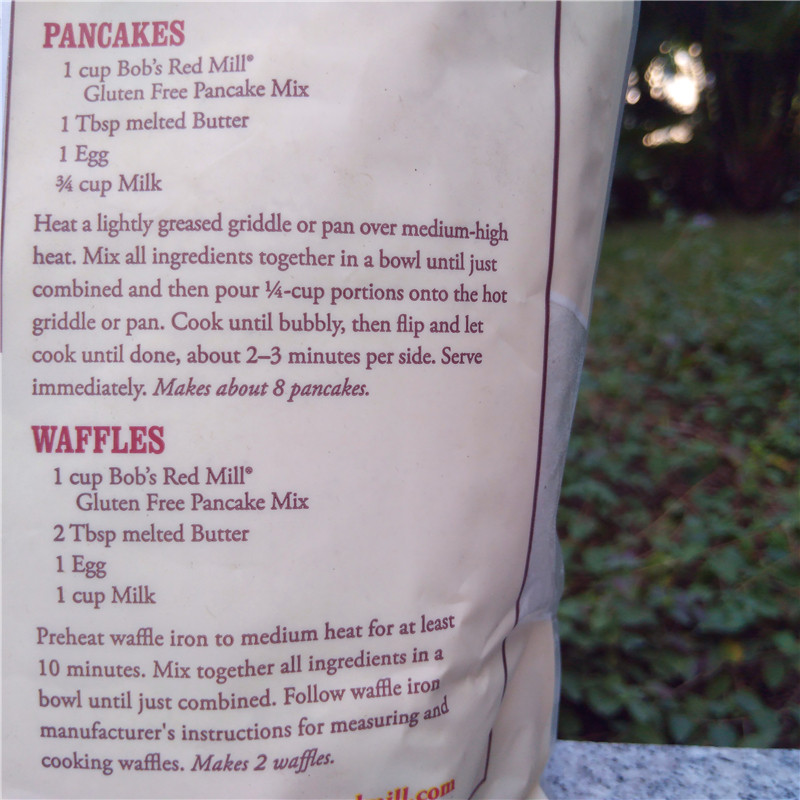 PANCAKES
1 cup Bob's Red Mill®
Gluten Free Pancake Mix
1 Tbsp melted Butter
1 Egg
¾ cup Milk
Heat a lightly greased griddle or pan over medium-high
heat. Mix all ingredients together in a bowl until just
combined and then pour ¼-cup portions onto the hot
griddle or pan. Cook until bubbly, then flip and let
cook until done, about 2–3 minutes per side. Serve
immediately. Makes about 8 pancakes.
WAFFLES
1 cup Bob's Red Mill®
Gluten Free Pancake Mix
2 Tbsp melted Butter
1 Egg
1 cup Milk
Preheat waffle iron to medium heat for at least
10 minutes. Mix together all ingredients in a
bowl until just combined. Follow waffle iron
manufacturer's instructions for measuring and
cooking waffles. Makes 2 waffles.